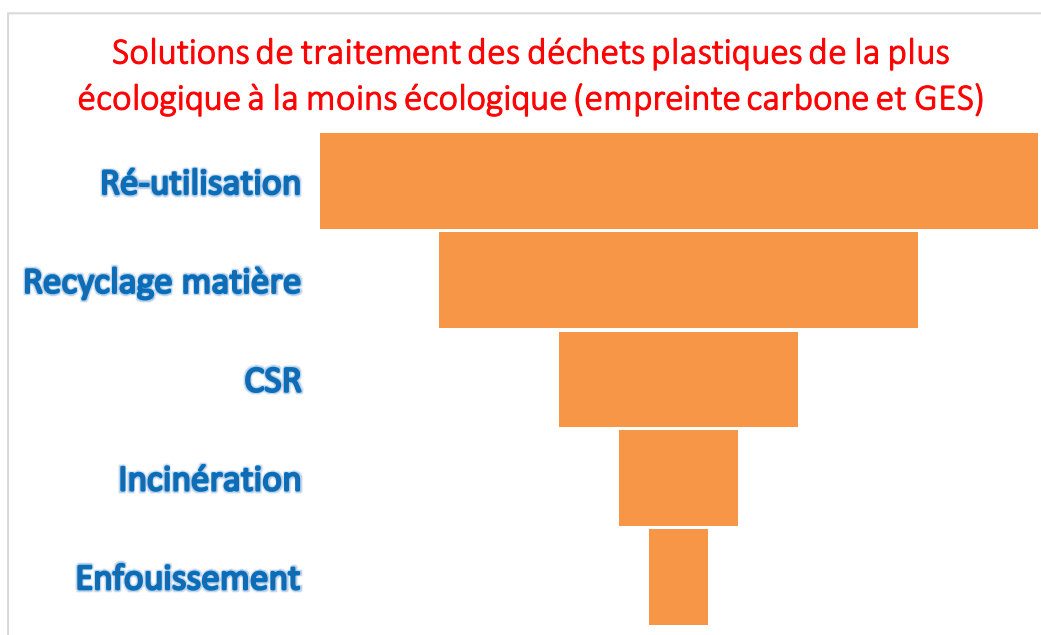 Solutions de traitement des déchets plastiques de la plus
écologique à la moins écologique (empreinte carbone et GES)
Ré-utilisation
Recyclage matière
CSR
Incinération
Enfouissement